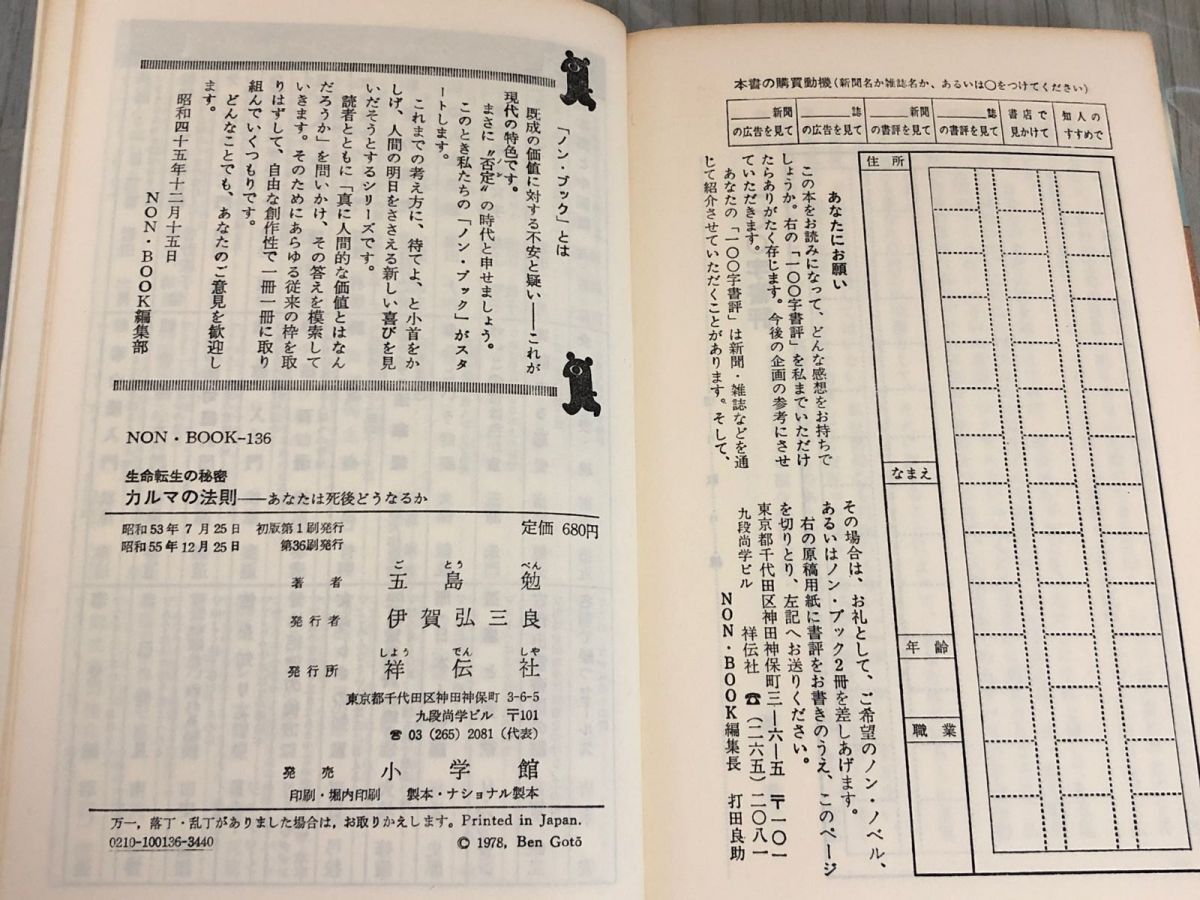 「ノン・ブック」とは
既成の価値に対する不安と疑い――これが
現代の特色です。
まさに〝否定〟の時代と申せましょう。
このとき私たちの「ノン・ブック」がスタ
ートします。
これまでの考え方に、待てよ、と小首をか
しげ、人間の明日をささえる新しい喜びを見
いだそうとするシリーズです。
読者とともに「真に人間的な価値とはなん
だろうか」を問いかけ、その答えを模索して
いきます。そのためにあらゆる従来の枠を取
りはずして、自由な創作性で一冊一冊に取り
組んでいくつもりです。
どんなことでも、あなたのご意見を歓迎し
ます。
昭和四十五年十二月十五日
NON・BOOK編集部
NON・BOOK-136
生命転生の秘密
カルマの法則――あなたは死後どうなるか
昭和53年7月25日 初版第1刷発行
昭和55年12月25日 第36刷発行
定価 680円
著者 五島勉
ごとうべん
発行者 伊賀弘三良
発行所 祥伝社
しようでんしや
東京都千代田区神田神保町 3-6-5
九段尚学ビル 〒101
☎ 03 (265) 2081 (代表)
発売 小学館
印刷・堀内印刷 製本・ナショナル製本
万一,落丁・乱丁がありました場合は,お取りかえします。Printed in Japan.
0210-100136-3440
© 1978, Ben Gotō
本書の購買動機(新聞名か雑誌名か、あるいは○をつけてください)
新聞の広告を見て
誌の広告を見て
新聞の書評を見て
誌の書評を見て
書店で見かけて
知人のすすめで
住所
なまえ
年齢
職業
あなたにお願い
この本をお読みになって、どんな感想をお持ちで
しょうか。右の「一〇〇字書評」を私までいただけ
たらありがたく存じます。今後の企画の参考にさせ
ていただきます。
あなたの「一〇〇字書評」は新聞・雑誌などを通
じて紹介させていただくことがあります。そして、
その場合は、お礼として、ご希望のノン・ノベル、
あるいはノン・ブック2冊を差しあげます。
右の原稿用紙に書評をお書きのうえ、このページ
を切りとり、左記へお送りください。
東京都千代田区神田神保町三―六―五 〒一〇一
九段尚学ビル 祥伝社 ☎(二六五)二〇八一
NON・BOOK編集長 打田良助